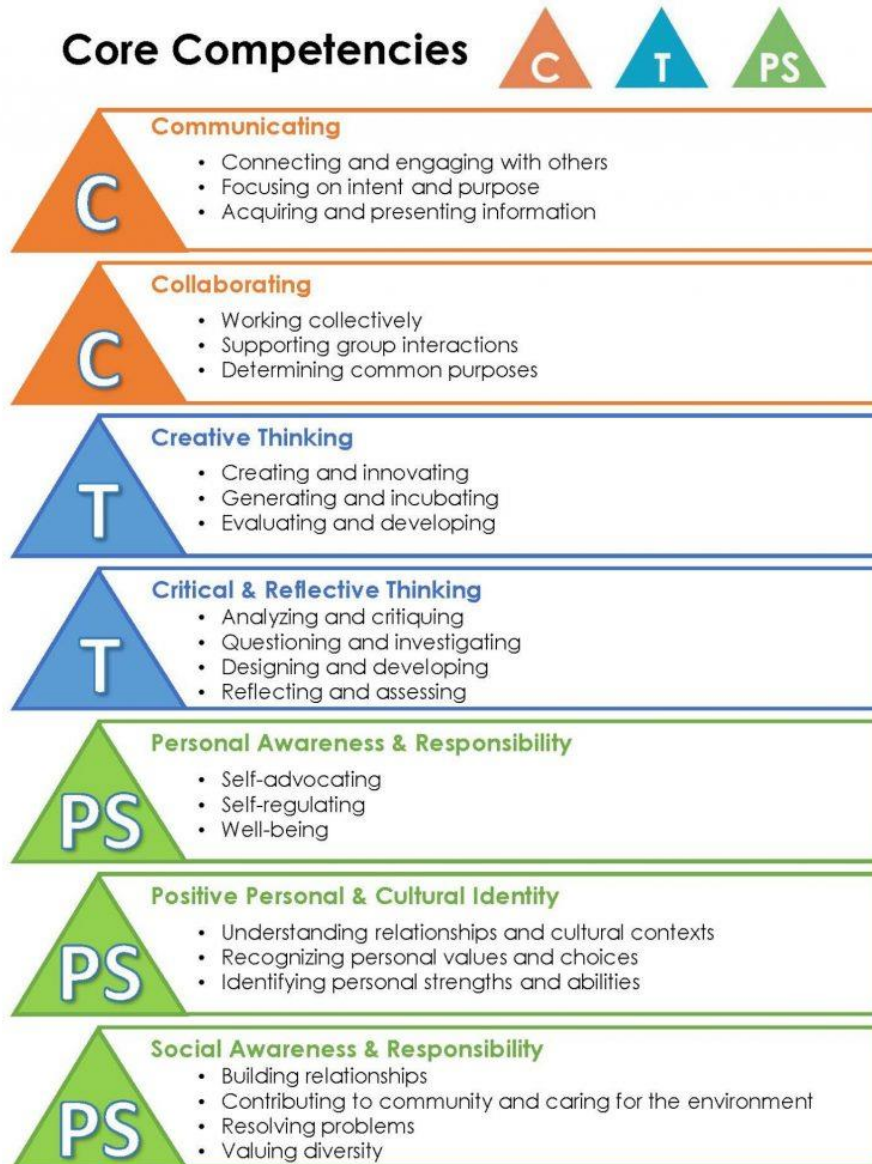 Core Competencies C T PS
C
Communicating
• Connecting and engaging with others
• Focusing on intent and purpose
• Acquiring and presenting information
C
Collaborating
• Working collectively
• Supporting group interactions
• Determining common purposes
T
Creative Thinking
• Creating and innovating
• Generating and incubating
• Evaluating and developing
T
Critical & Reflective Thinking
• Analyzing and critiquing
• Questioning and investigating
• Designing and developing
• Reflecting and assessing
PS
Personal Awareness & Responsibility
• Self-advocating
• Self-regulating
• Well-being
PS
Positive Personal & Cultural Identity
• Understanding relationships and cultural contexts
• Recognizing personal values and choices
• Identifying personal strengths and abilities
PS
Social Awareness & Responsibility
• Building relationships
• Contributing to community and caring for the environment
• Resolving problems
• Valuing diversity